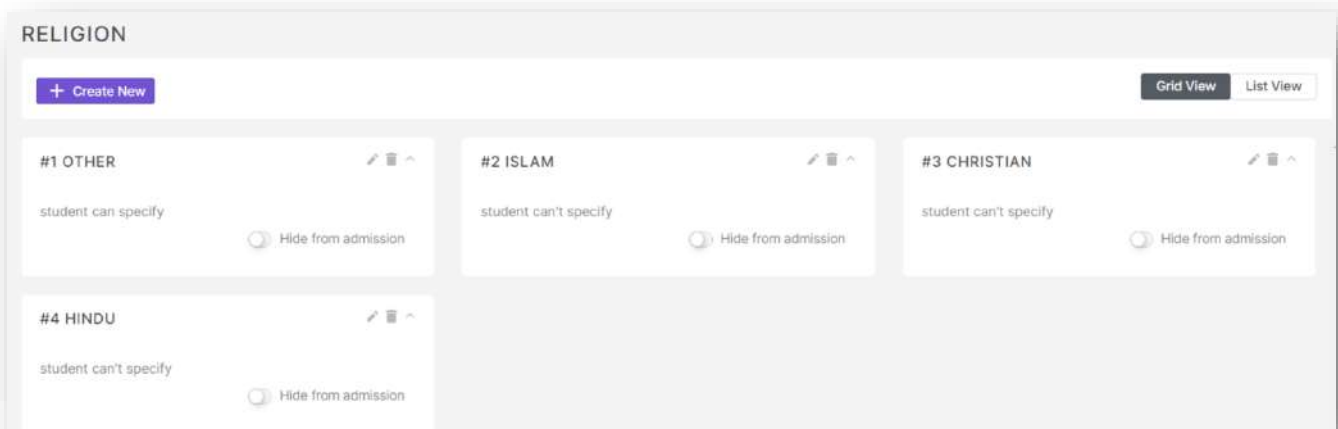 RELIGION
+ Create New
Grid View List View
#1 OTHER
student can specify
Hide from admission
#2 ISLAM
student can't specify
Hide from admission
#3 CHRISTIAN
student can't specify
Hide from admission
#4 HINDU
student can't specify
Hide from admission